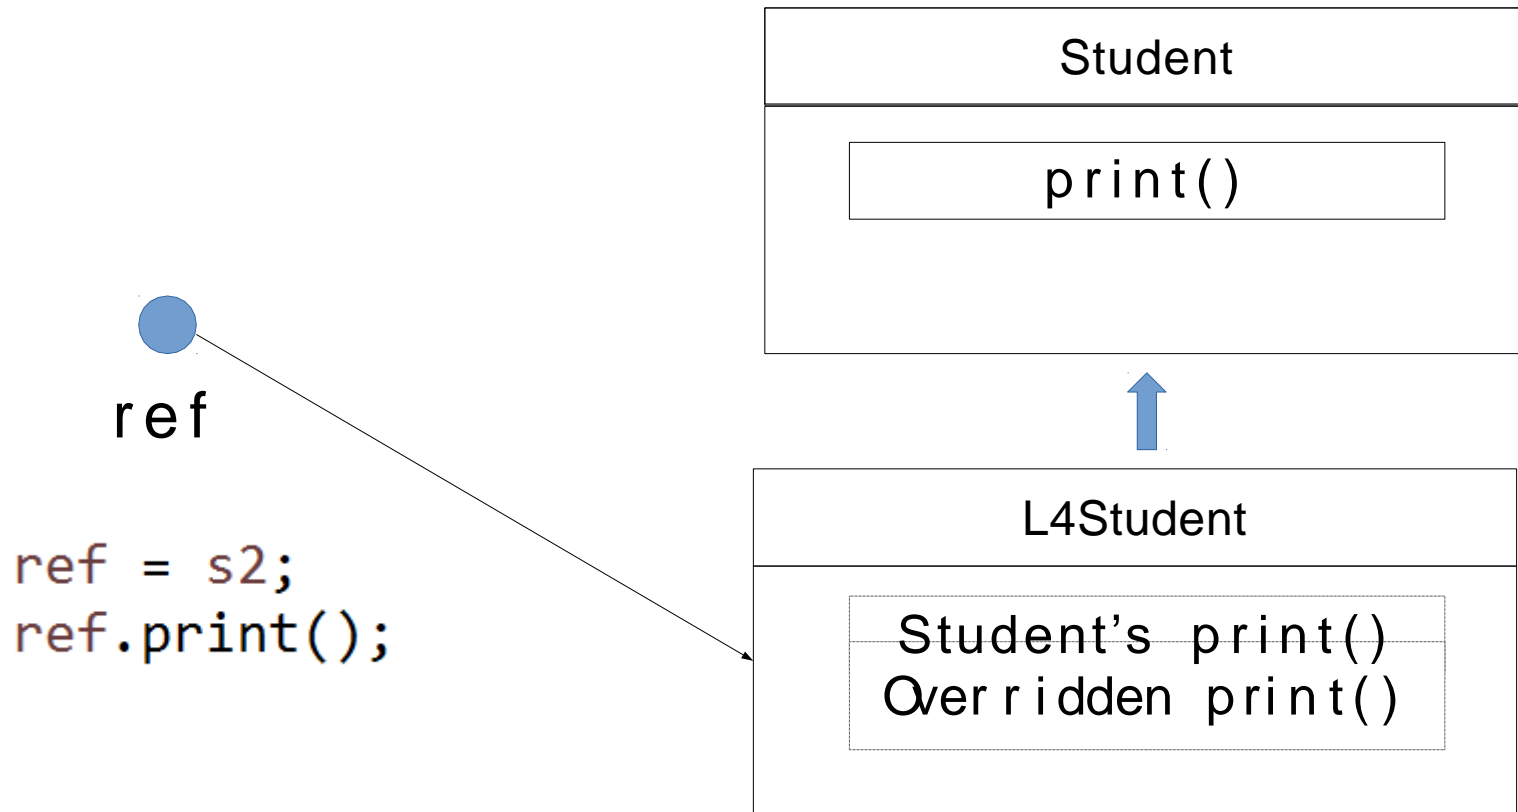 Student
print()
ref
L4Student
ref = s2;
ref.print();
Student’s print()
Overridden print()